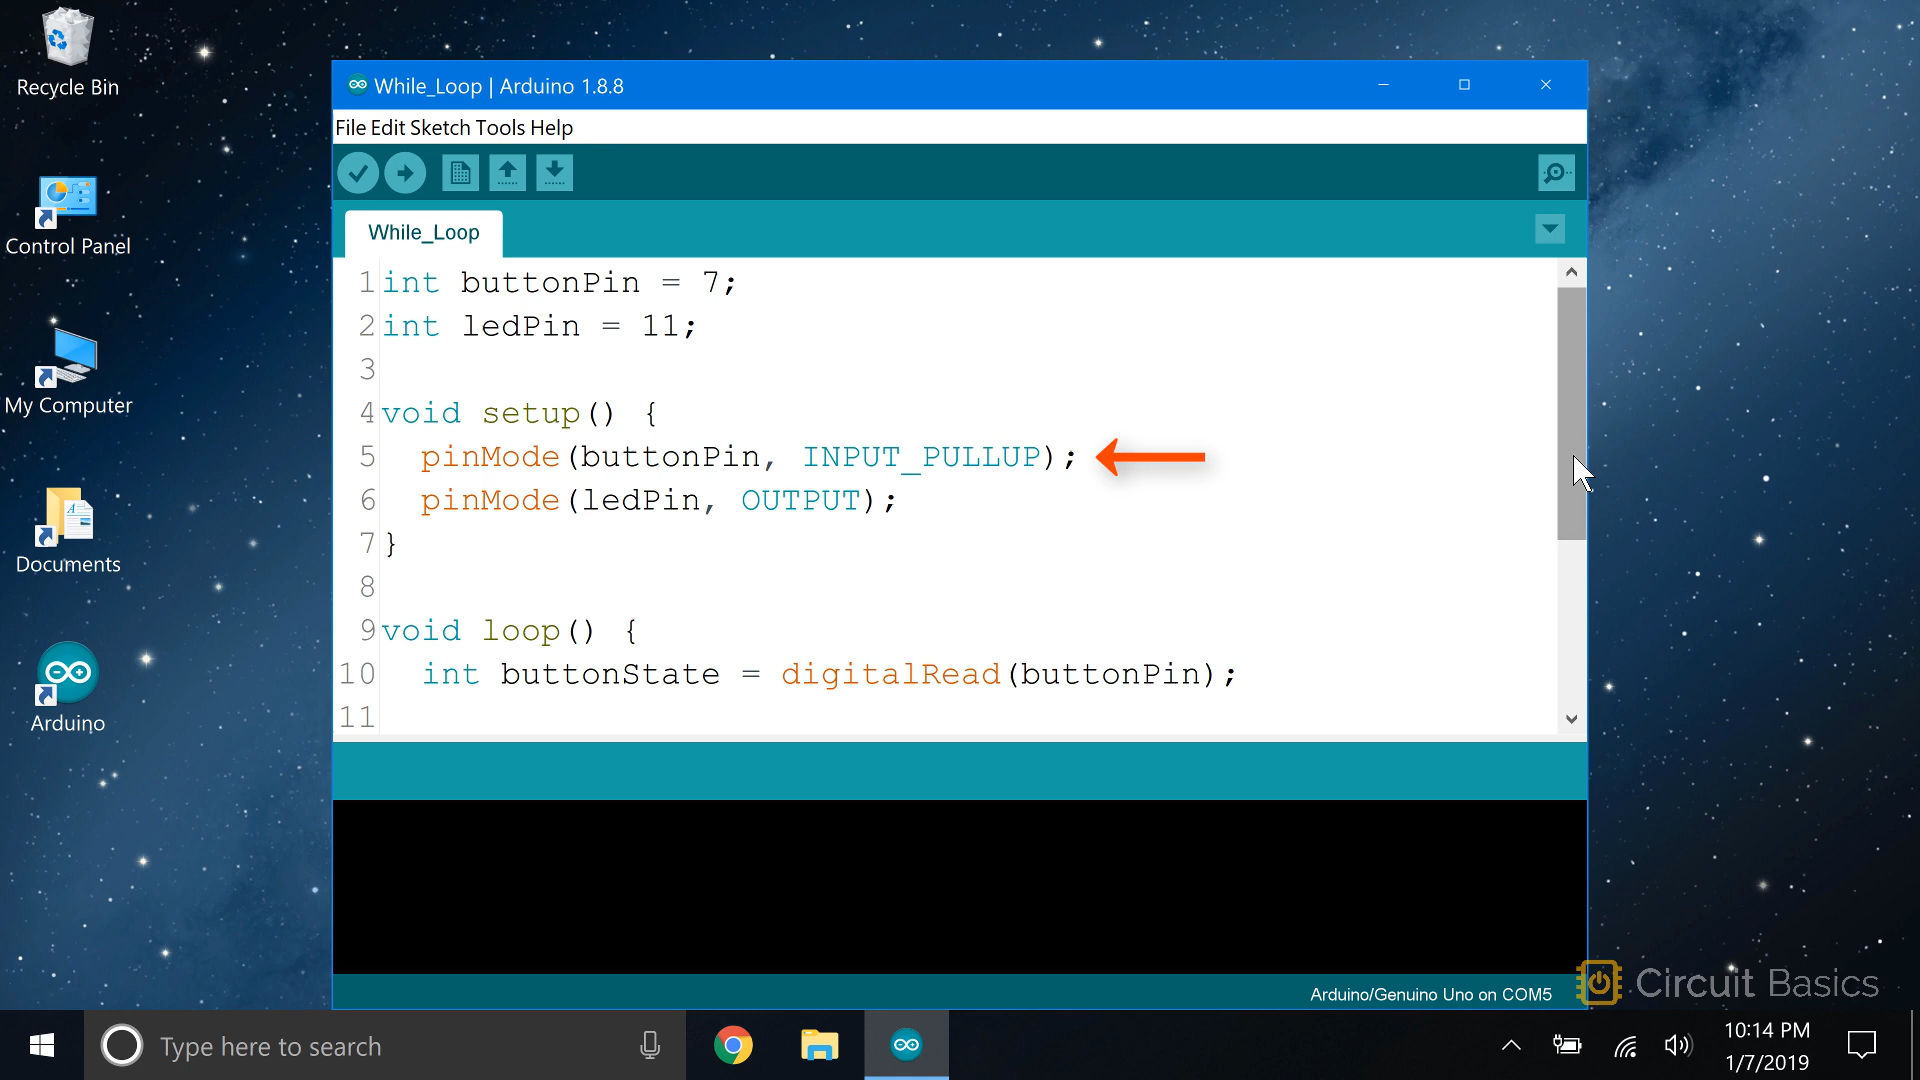 Recycle Bin
Control Panel
My Computer
Documents
Arduino
While_Loop | Arduino 1.8.8
File Edit Sketch Tools Help
While_Loop
1 int buttonPin = 7;
2 int ledPin = 11;
3
4 void setup() {
5 pinMode(buttonPin, INPUT_PULLUP);
6 pinMode(ledPin, OUTPUT);
7 }
8
9 void loop() {
10 int buttonState = digitalRead(buttonPin);
11
Arduino/Genuino Uno on COM5
Circuit Basics
Type here to search
10:14 PM
1/7/2019